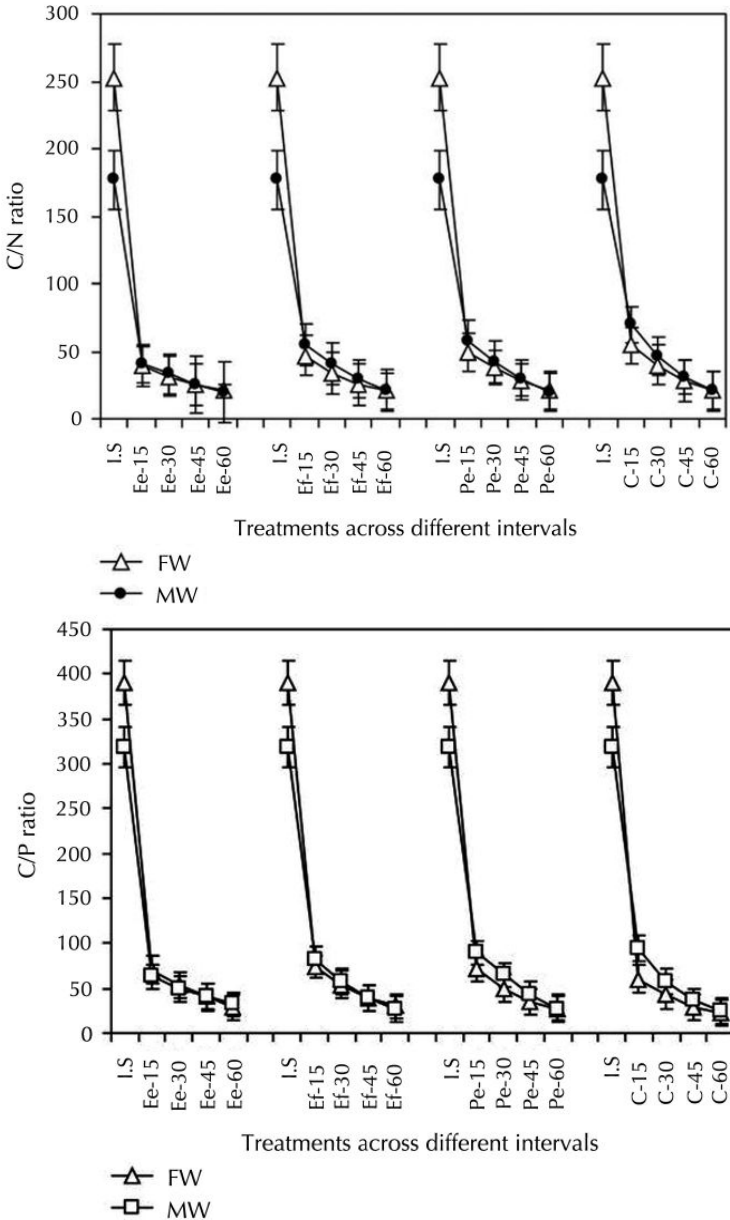 300
250
200
150
100
50
0
C/N ratio
I.S Ee-15 Ee-30 Ee-45 Ee-60 I.S Ef-15 Ef-30 Ef-45 Ef-60 I.S Pe-15 Pe-30 Pe-45 Pe-60 I.S C-15 C-30 C-45 C-60
Treatments across different intervals
FW
MW
450
400
350
300
250
200
150
100
50
0
C/P ratio
I.S Ee-15 Ee-30 Ee-45 Ee-60 I.S Ef-15 Ef-30 Ef-45 Ef-60 I.S Pe-15 Pe-30 Pe-45 Pe-60 I.S C-15 C-30 C-45 C-60
Treatments across different intervals
FW
MW